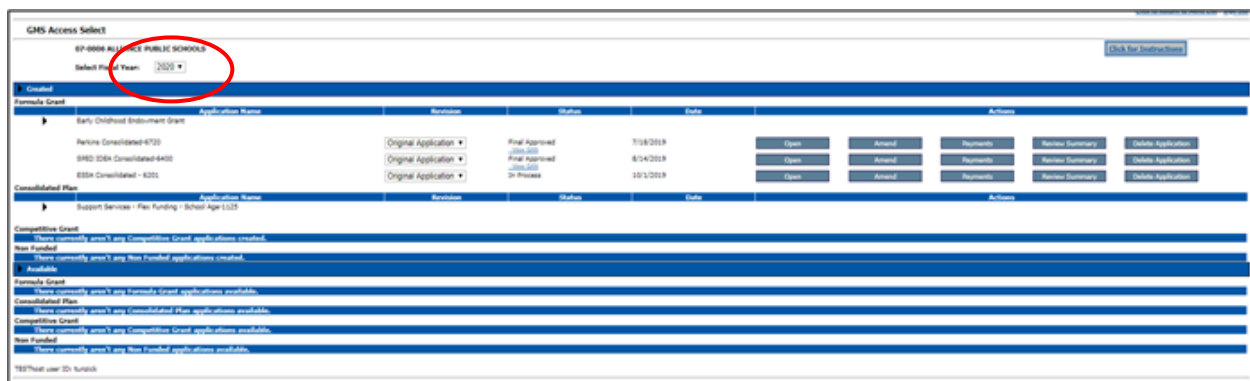 GMS Access Select
07-0006 ALLIANCE PUBLIC SCHOOLS
Click for Instructions
Select Fiscal Year: 2020
Created
Formula Grant
Application Name Revision Status Date Actions
Early Childhood Endowment Grant
Perkins Consolidated-6720 Original Application Final Approved 7/18/2019 Open Amend Payments Review Summary Delete Application
View GAN
SPED IDEA Consolidated-6400 Original Application Final Approved 8/14/2019 Open Amend Payments Review Summary Delete Application
View GAN
ESSA Consolidated - 6201 Original Application In Process 10/1/2019 Open Amend Payments Review Summary Delete Application
Consolidated Plan
Application Name Revision Status Date Actions
Support Services - Flex Funding - School Age-1125
Competitive Grant
There currently aren't any Competitive Grant applications created.
Non Funded
There currently aren't any Non Funded applications created.
Available
Formula Grant
There currently aren't any Formula Grant applications available.
Consolidated Plan
There currently aren't any Consolidated Plan applications available.
Competitive Grant
There currently aren't any Competitive Grant applications available.
Non Funded
There currently aren't any Non Funded applications available.